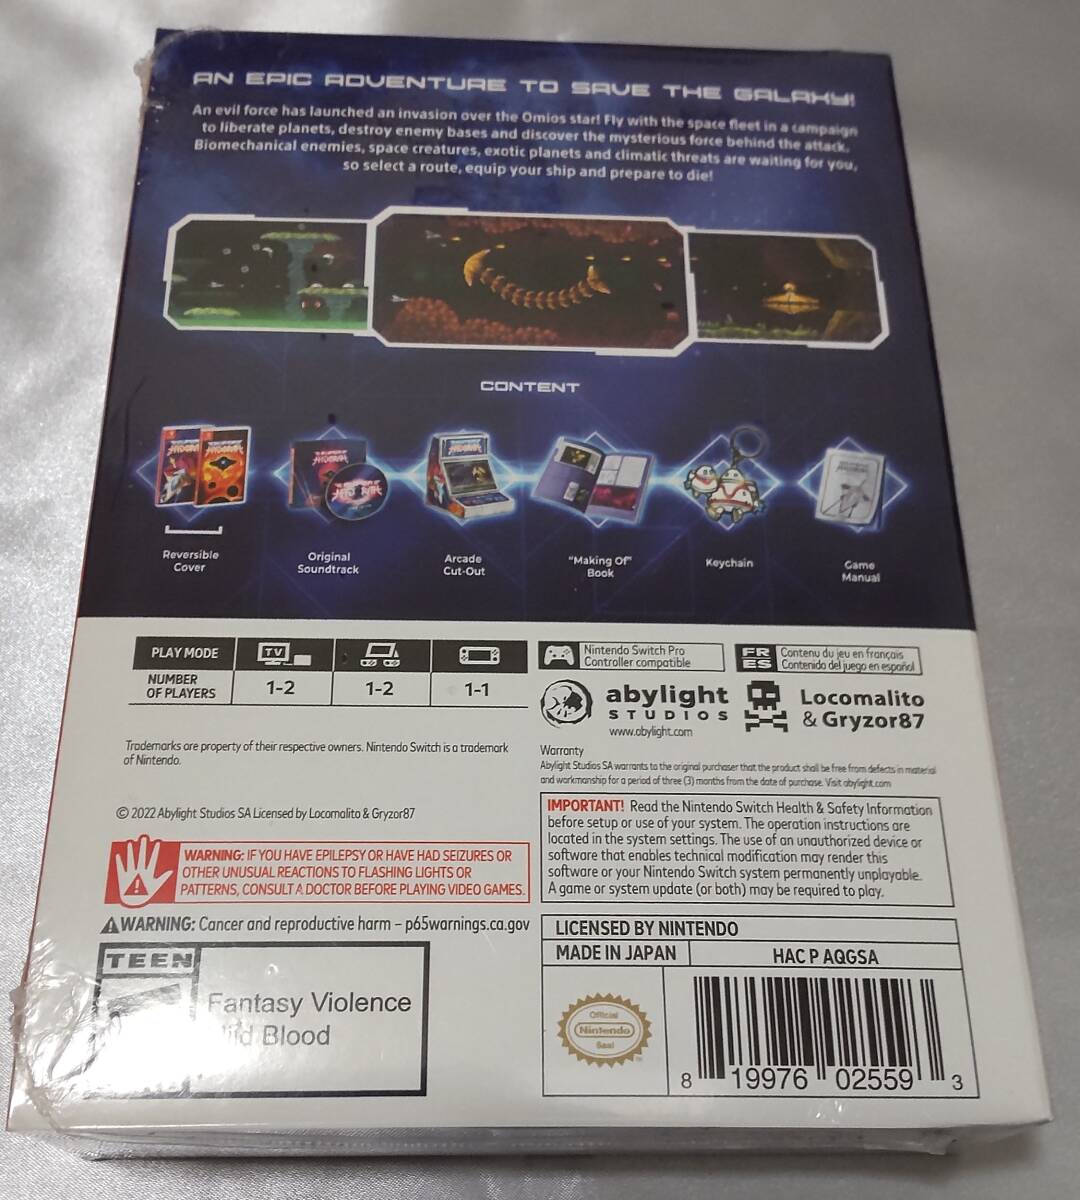 AN EPIC ADVENTURE TO SAVE THE GALAXY!
An evil force has launched an invasion over the Omios star! Fly with the space fleet in a campaign
to liberate planets, destroy enemy bases and discover the mysterious force behind the attack.
Biomechanical enemies, space creatures, exotic planets and climatic threats are waiting for you,
so select a route, equip your ship and prepare to die!
CONTENT
Reversible
Cover
Original
Soundtrack
Arcade
Cut-Out
"Making Of"
Book
Keychain
Game
Manual
PLAY MODE
TV
NUMBER
OF PLAYERS
1-2
1-2
1-1
Nintendo Switch Pro
Controller compatible
FR
ES
Contenu du jeu en français
Contenido del juego en español
abylight
STUDIOS
www.abylight.com
Locomalito
& Gryzor87
Trademarks are property of their respective owners. Nintendo Switch is a trademark
of Nintendo.
Warranty
Abylight Studios SA warrants to the original purchaser that the product shall be free from defects in material
and workmanship for a period of three (3) months from the date of purchase. Visit abylight.com
© 2022 Abylight Studios SA Licensed by Locomalito & Gryzor87
IMPORTANT! Read the Nintendo Switch Health & Safety Information
before setup or use of your system. The operation instructions are
located in the system settings. The use of an unauthorized device or
software that enables technical modification may render this
software or your Nintendo Switch system permanently unplayable.
A game or system update (or both) may be required to play.
WARNING: IF YOU HAVE EPILEPSY OR HAVE HAD SEIZURES OR
OTHER UNUSUAL REACTIONS TO FLASHING LIGHTS OR
PATTERNS, CONSULT A DOCTOR BEFORE PLAYING VIDEO GAMES.
WARNING: Cancer and reproductive harm – p65warnings.ca.gov
TEEN
Fantasy Violence
Blood
LICENSED BY NINTENDO
MADE IN JAPAN
HAC P AQGSA
Official
Nintendo
Seal
8 19976 02559 3